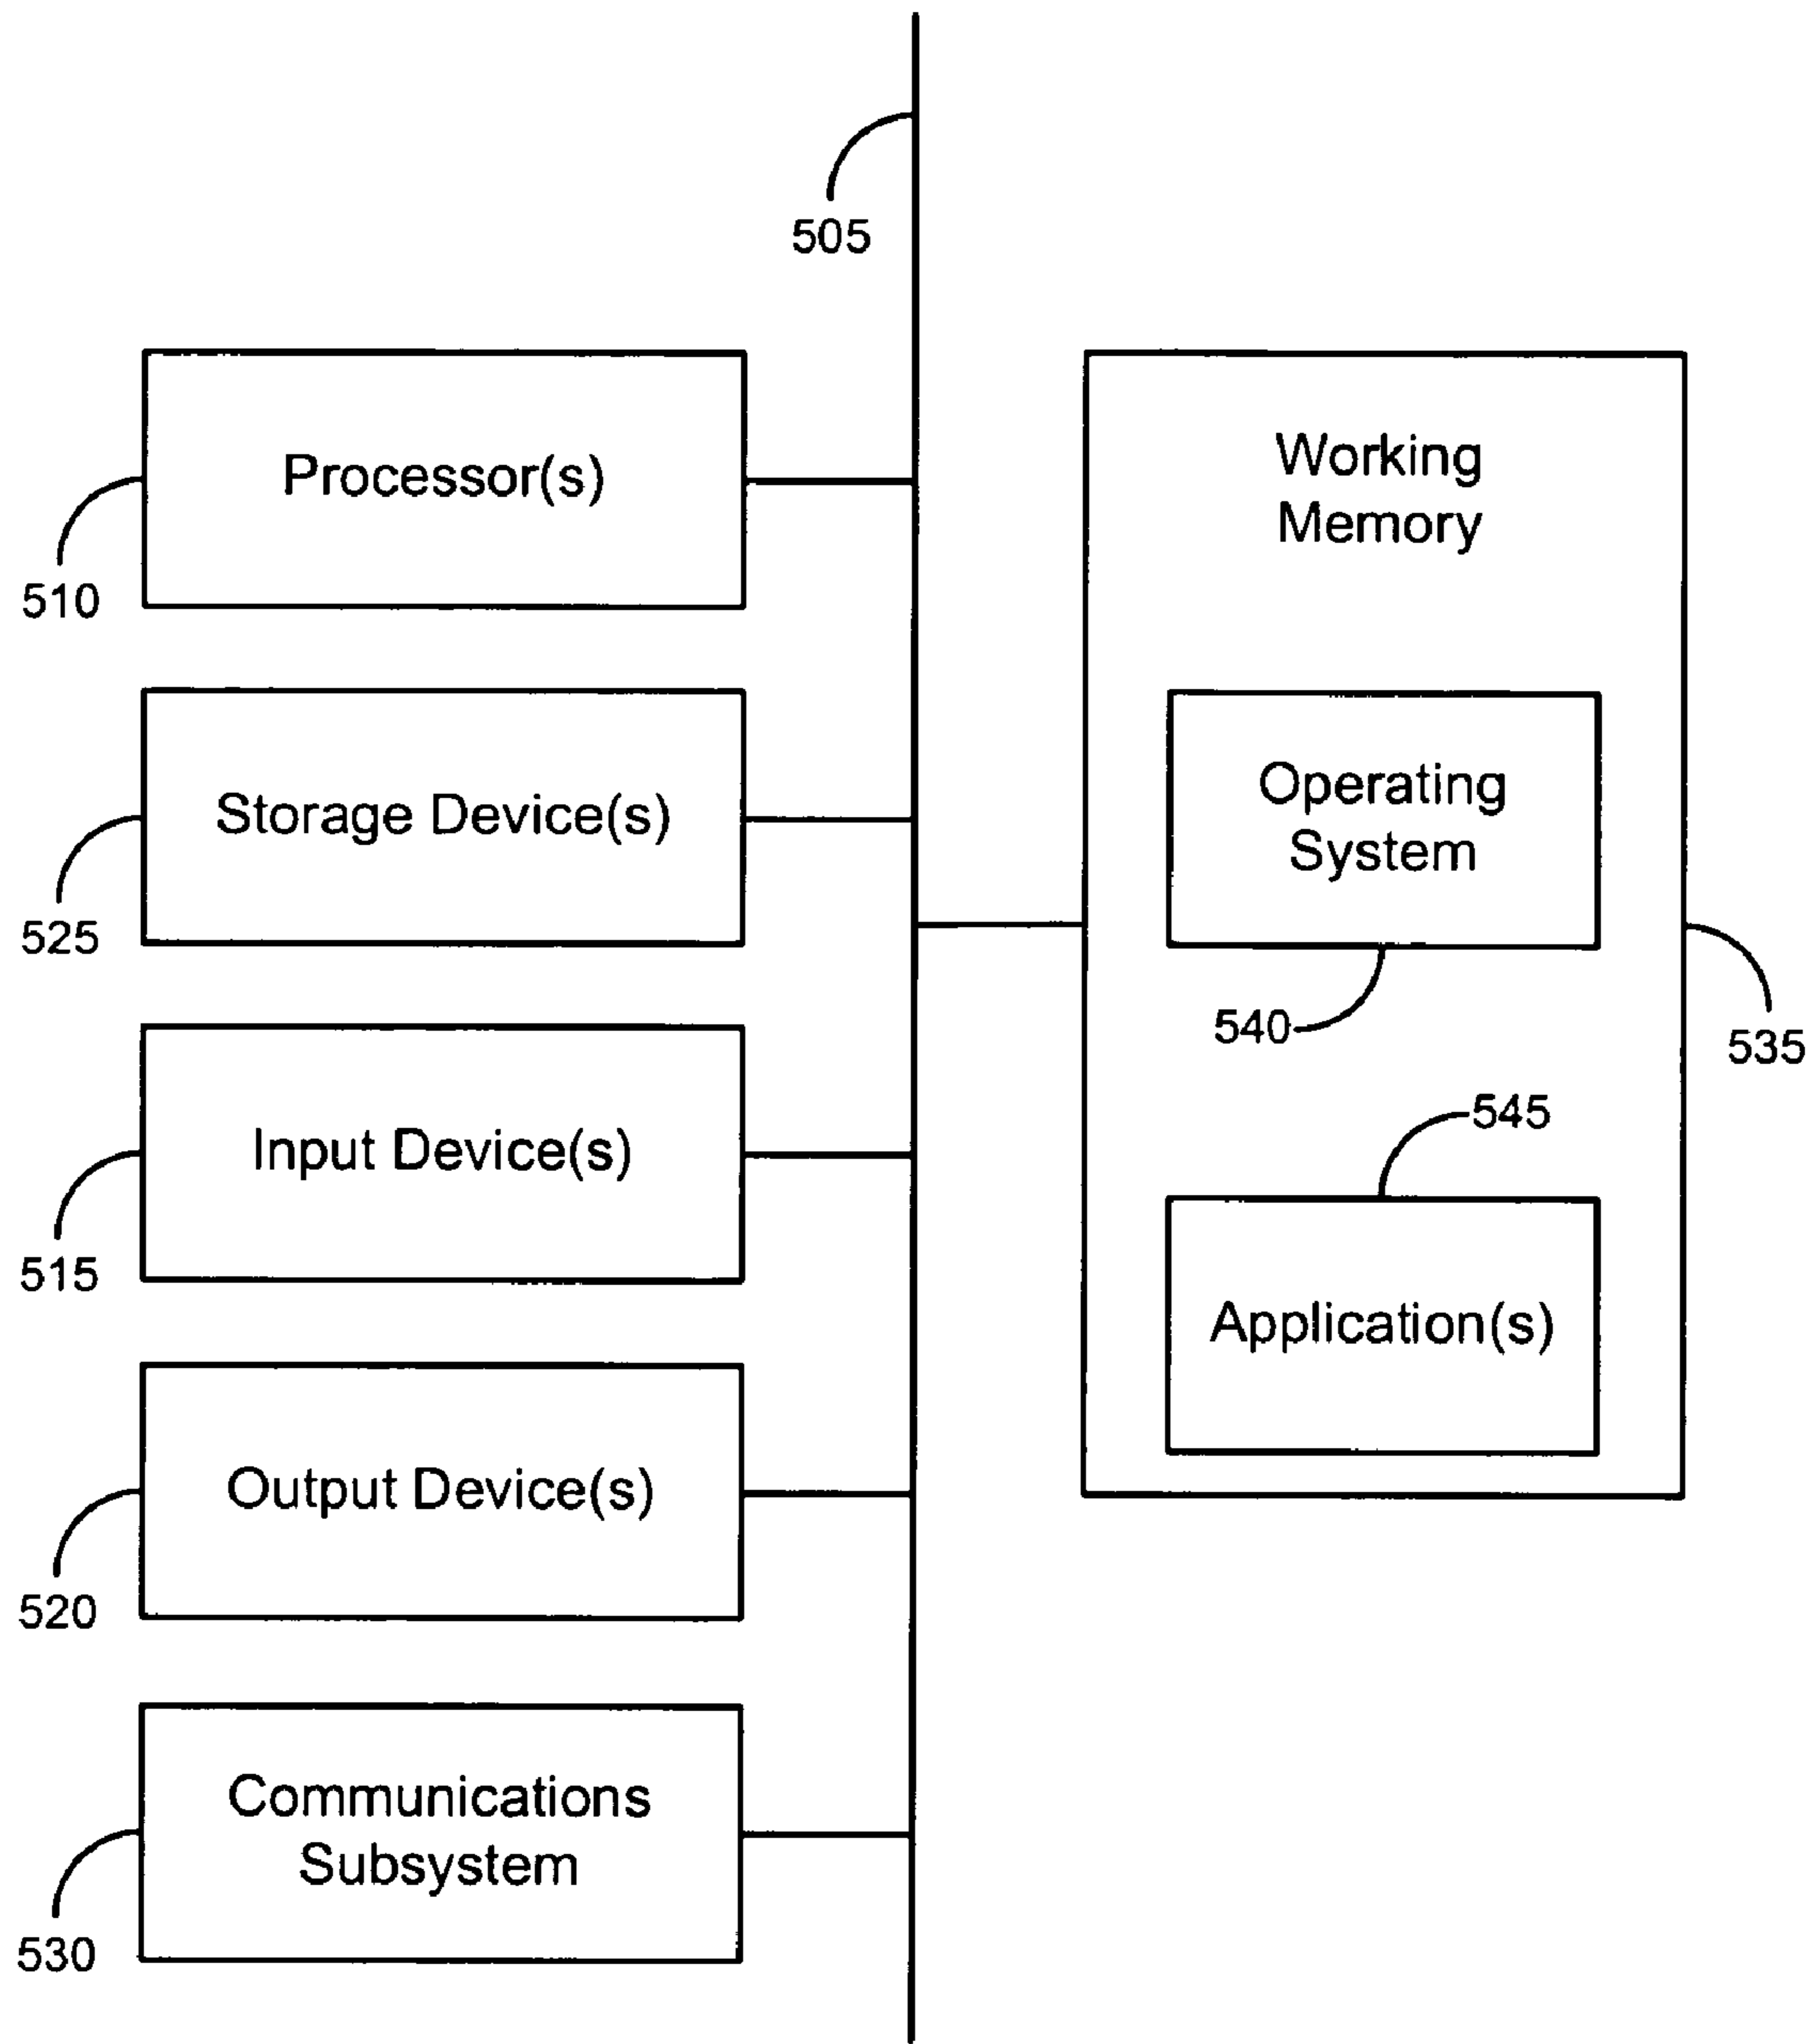 505
Processor(s)
510
Storage Device(s)
525
Input Device(s)
515
Output Device(s)
520
Communications
Subsystem
530
Working
Memory
Operating
System
540
535
545
Application(s)